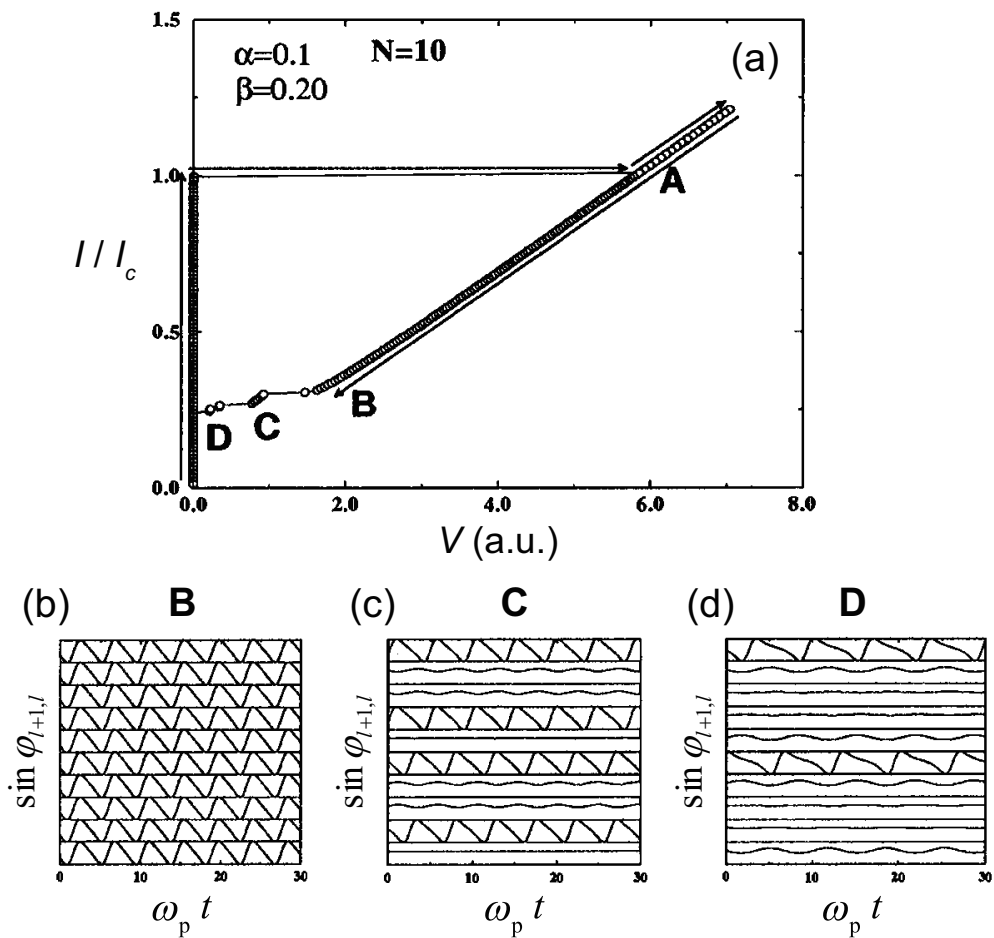 1.5
α=0.1 N=10 (a)
β=0.20
1.0
A
I / I_c
0.5
B
D C
0.0
0.0 2.0 4.0 6.0 8.0
V (a.u.)
(b) B (c) C (d) D
sin φ_{l+1,l} sin φ_{l+1,l} sin φ_{l+1,l}
0 10 20 30 0 10 20 30 0 10 20 30
ω_p t ω_p t ω_p t